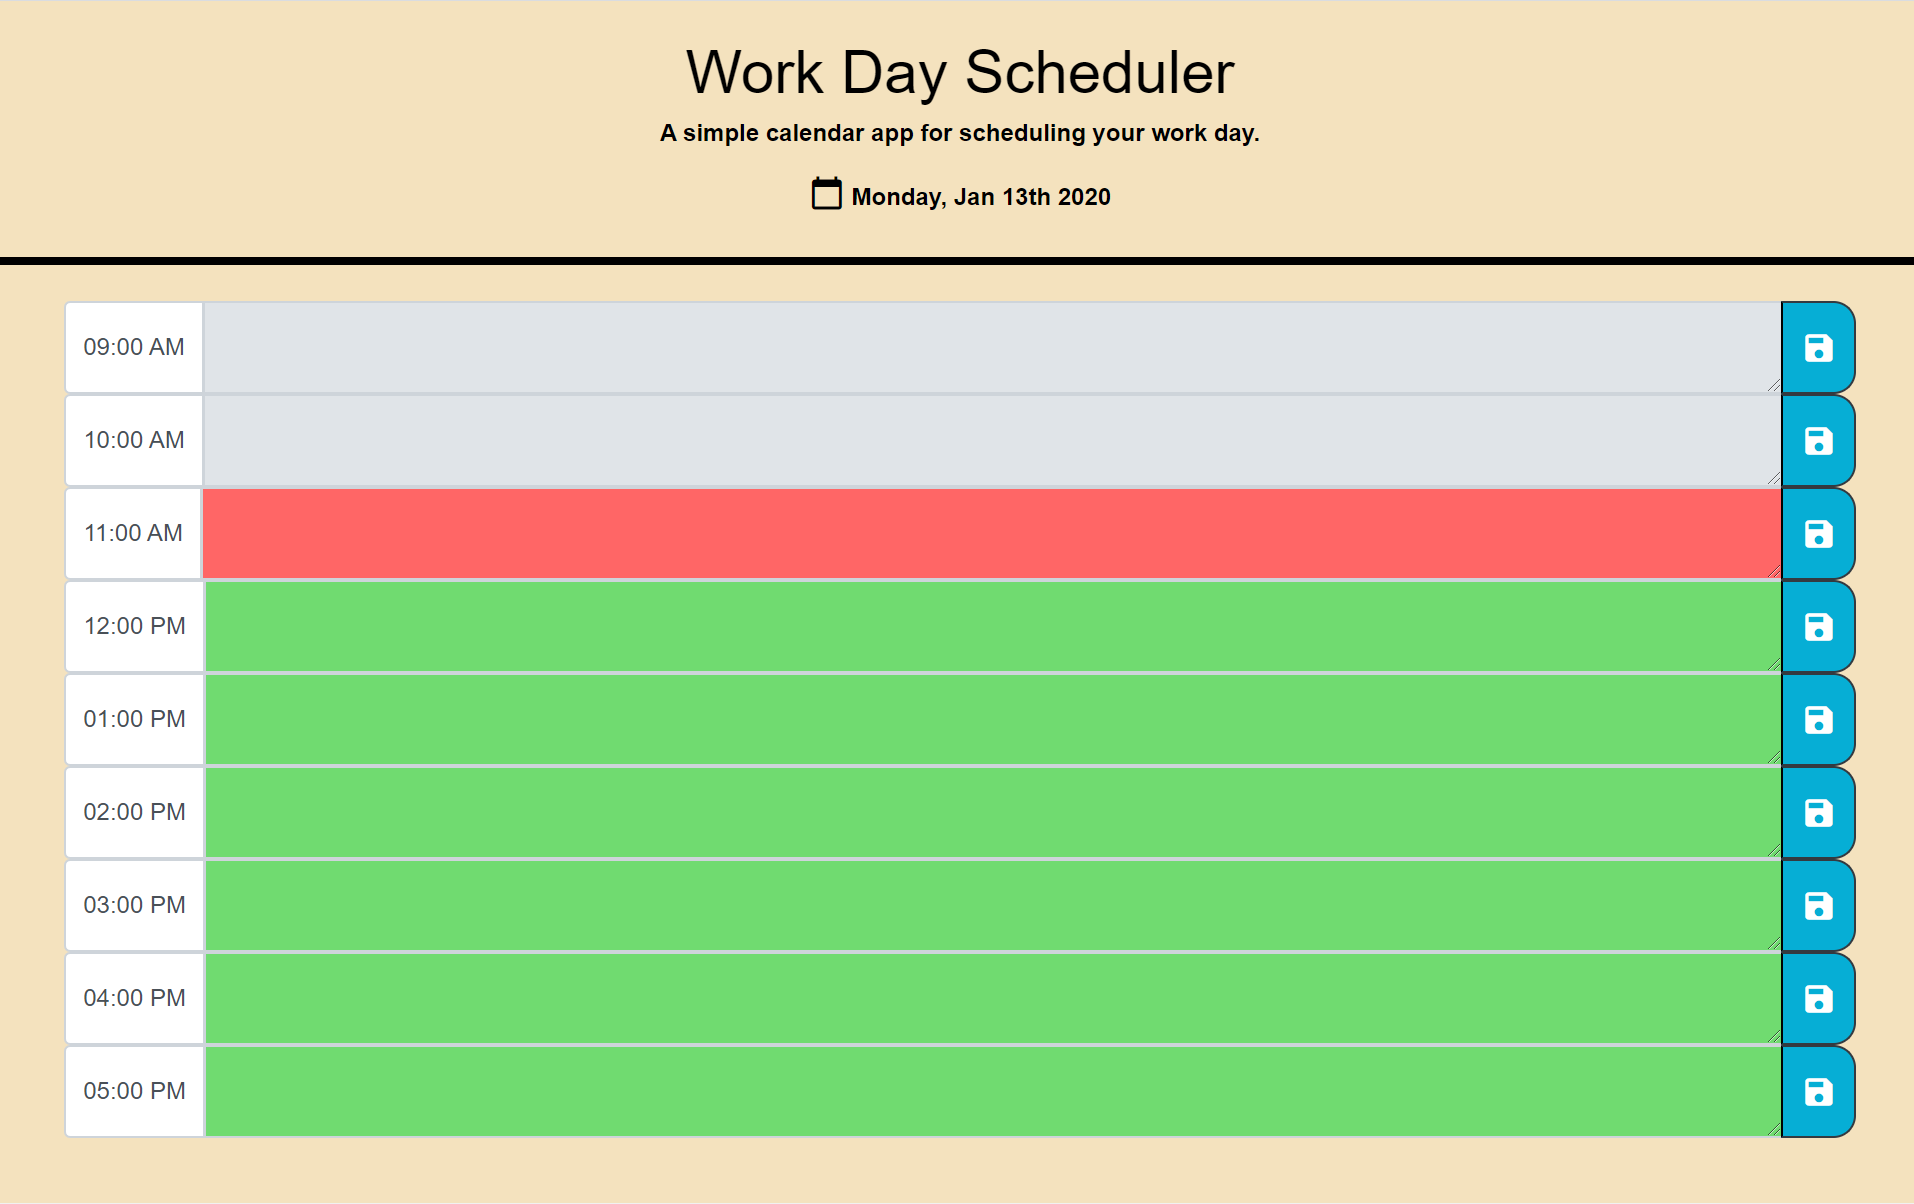 Work Day Scheduler
A simple calendar app for scheduling your work day.
Monday, Jan 13th 2020
09:00 AM
10:00 AM
11:00 AM
12:00 PM
01:00 PM
02:00 PM
03:00 PM
04:00 PM
05:00 PM